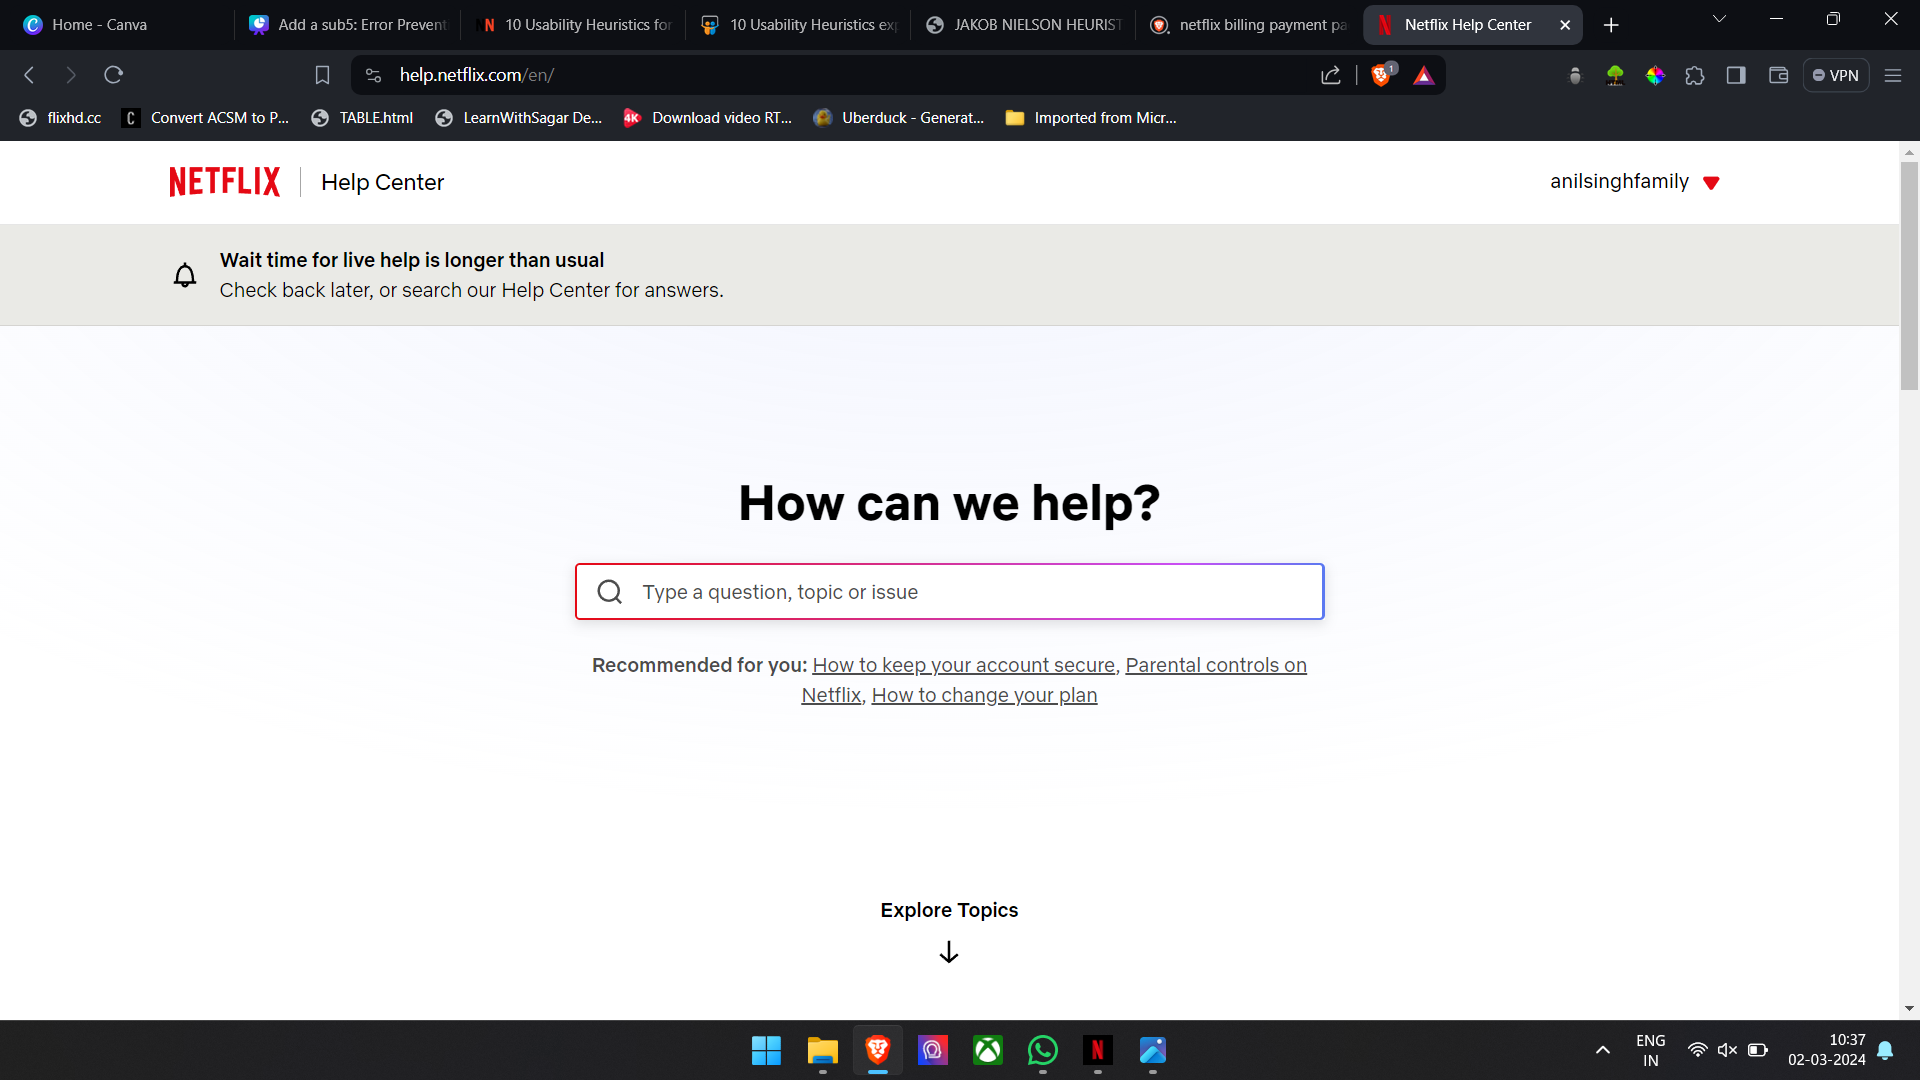 Home - Canva
Add a sub5: Error Prevent
10 Usability Heuristics for
10 Usability Heuristics exp
JAKOB NIELSON HEURIST
netflix billing payment pa
Netflix Help Center
help.netflix.com/en/
1
VPN
flixhd.cc
C
Convert ACSM to P...
TABLE.html
LearnWithSagar De...
4K
Download video RT...
Uberduck - Generat...
Imported from Micr...
NETFLIX
Help Center
anilsinghfamily
Wait time for live help is longer than usual
Check back later, or search our Help Center for answers.
How can we help?
Type a question, topic or issue
Recommended for you: How to keep your account secure, Parental controls on
Netflix, How to change your plan
Explore Topics
ENG
IN
10:37
02-03-2024